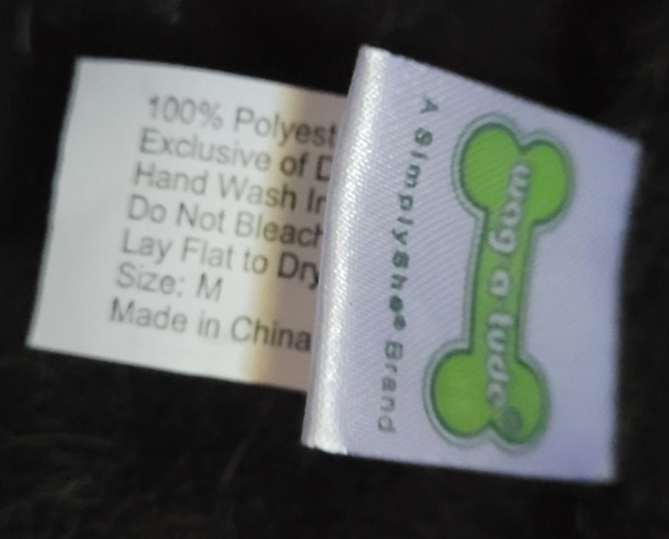 100% Polyest
Exclusive of D
Hand Wash In
Do Not Bleach
Lay Flat to Dry
Size: M
Made in China
wag a tude®
A SimplyShe® Brand